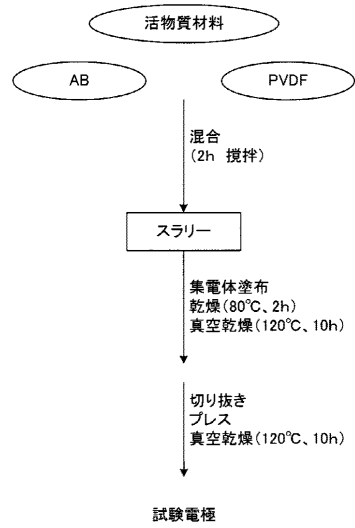 活物質材料
AB
PVDF
混合
(2h 撹拌)
スラリー
集電体塗布
乾燥(80℃、2h)
真空乾燥(120℃、10h)
切り抜き
プレス
真空乾燥(120℃、10h)
試験電極